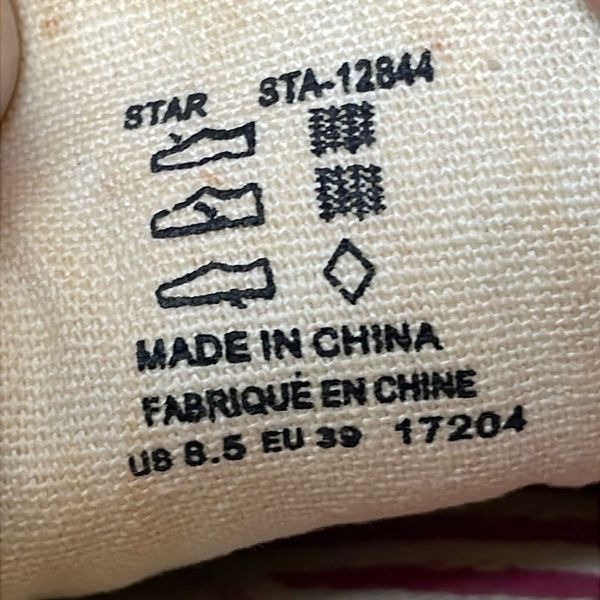 STAR STA-12844
MADE IN CHINA
FABRIQUÉ EN CHINE
US 8.5 EU 39 17204